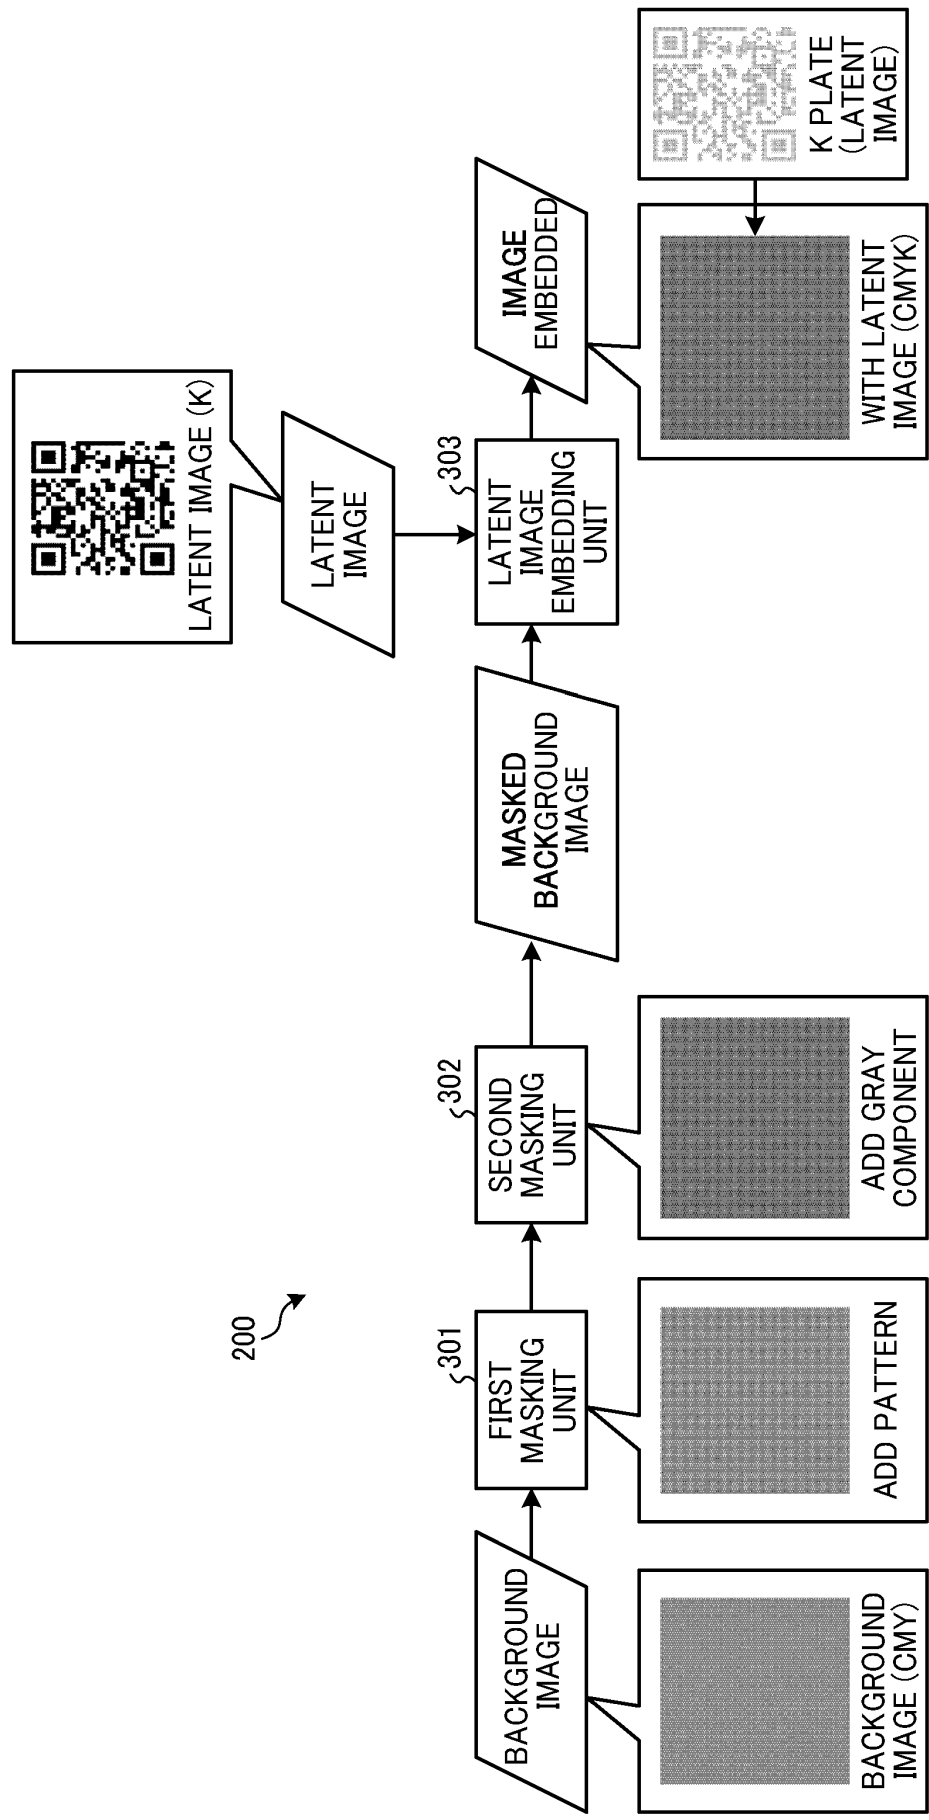 200
BACKGROUND
IMAGE
BACKGROUND
IMAGE (CMY)
301
FIRST
MASKING
UNIT
ADD PATTERN
302
SECOND
MASKING
UNIT
ADD GRAY
COMPONENT
MASKED
BACKGROUND
IMAGE
LATENT IMAGE (K)
LATENT
IMAGE
303
LATENT
IMAGE
EMBEDDING
UNIT
IMAGE
EMBEDDED
WITH LATENT
IMAGE (CMYK)
K PLATE
(LATENT
IMAGE)